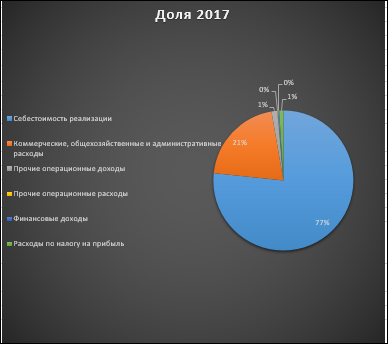 Доля 2017
0%
0%
1%
1%
Себестоимость реализации
Коммерческие, общехозяйственные и административные
расходы
21%
Прочие операционные доходы
Прочие операционные расходы
Финансовые доходы
77%
Расходы по налогу на прибыль